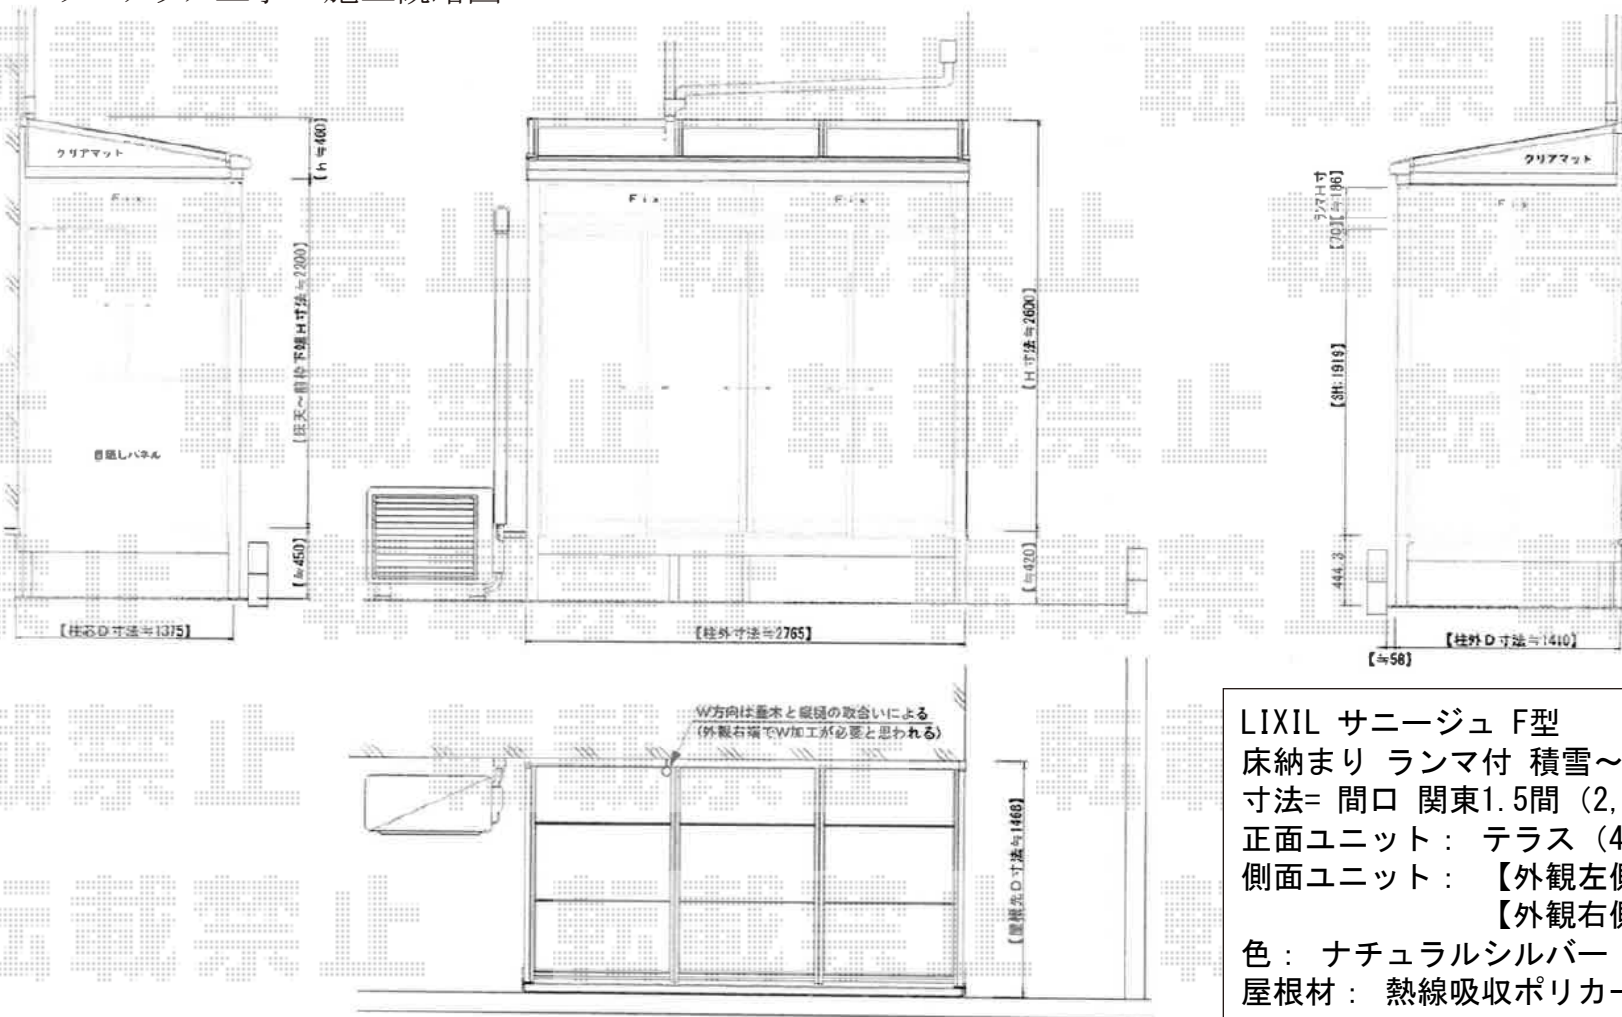 転載禁止
クリアマット
【h≒400】
Fix
【柱天～前枠下端H寸法≒2200】
目隠しパネル
【≒450】
【柱芯D寸法≒1375】
Fix
Fix
【H寸法≒2600】
【≒420】
【柱外寸法≒2765】
クリアマット
ランマH寸
【≒186】
【70】
Fix
【SH:1919】
444.3
【柱外D寸法≒1410】
【≒58】
W方向は垂木と縦樋の取合いによる
(外観右端でW加工が必要と思われる)
【屋根先D寸法≒1468】
LIXIL サニージュ F型
床納まり ランマ付 積雪～
寸法= 間口 関東1.5間（2,
正面ユニット： テラス（4
側面ユニット： 【外観左側
【外観右側
色： ナチュラルシルバー
屋根材： 熱線吸収ポリカー